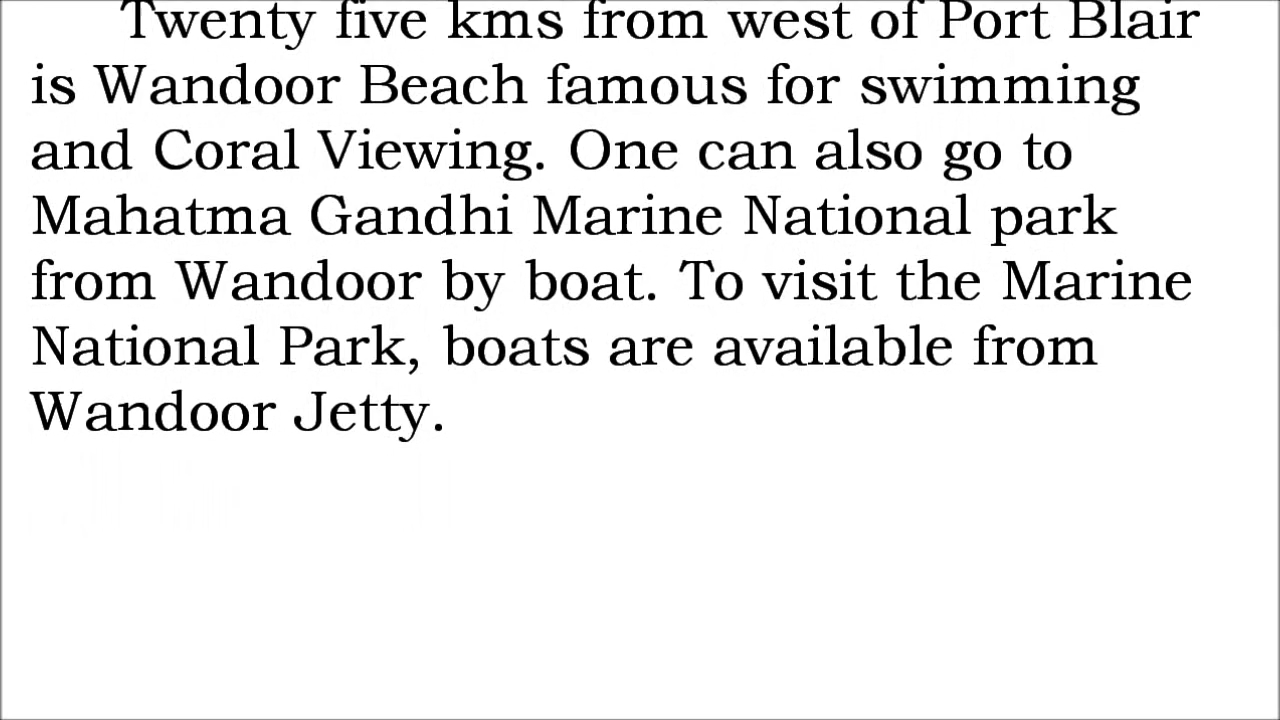 Twenty five kms from west of Port Blair
is Wandoor Beach famous for swimming
and Coral Viewing. One can also go to
Mahatma Gandhi Marine National park
from Wandoor by boat. To visit the Marine
National Park, boats are available from
Wandoor Jetty.